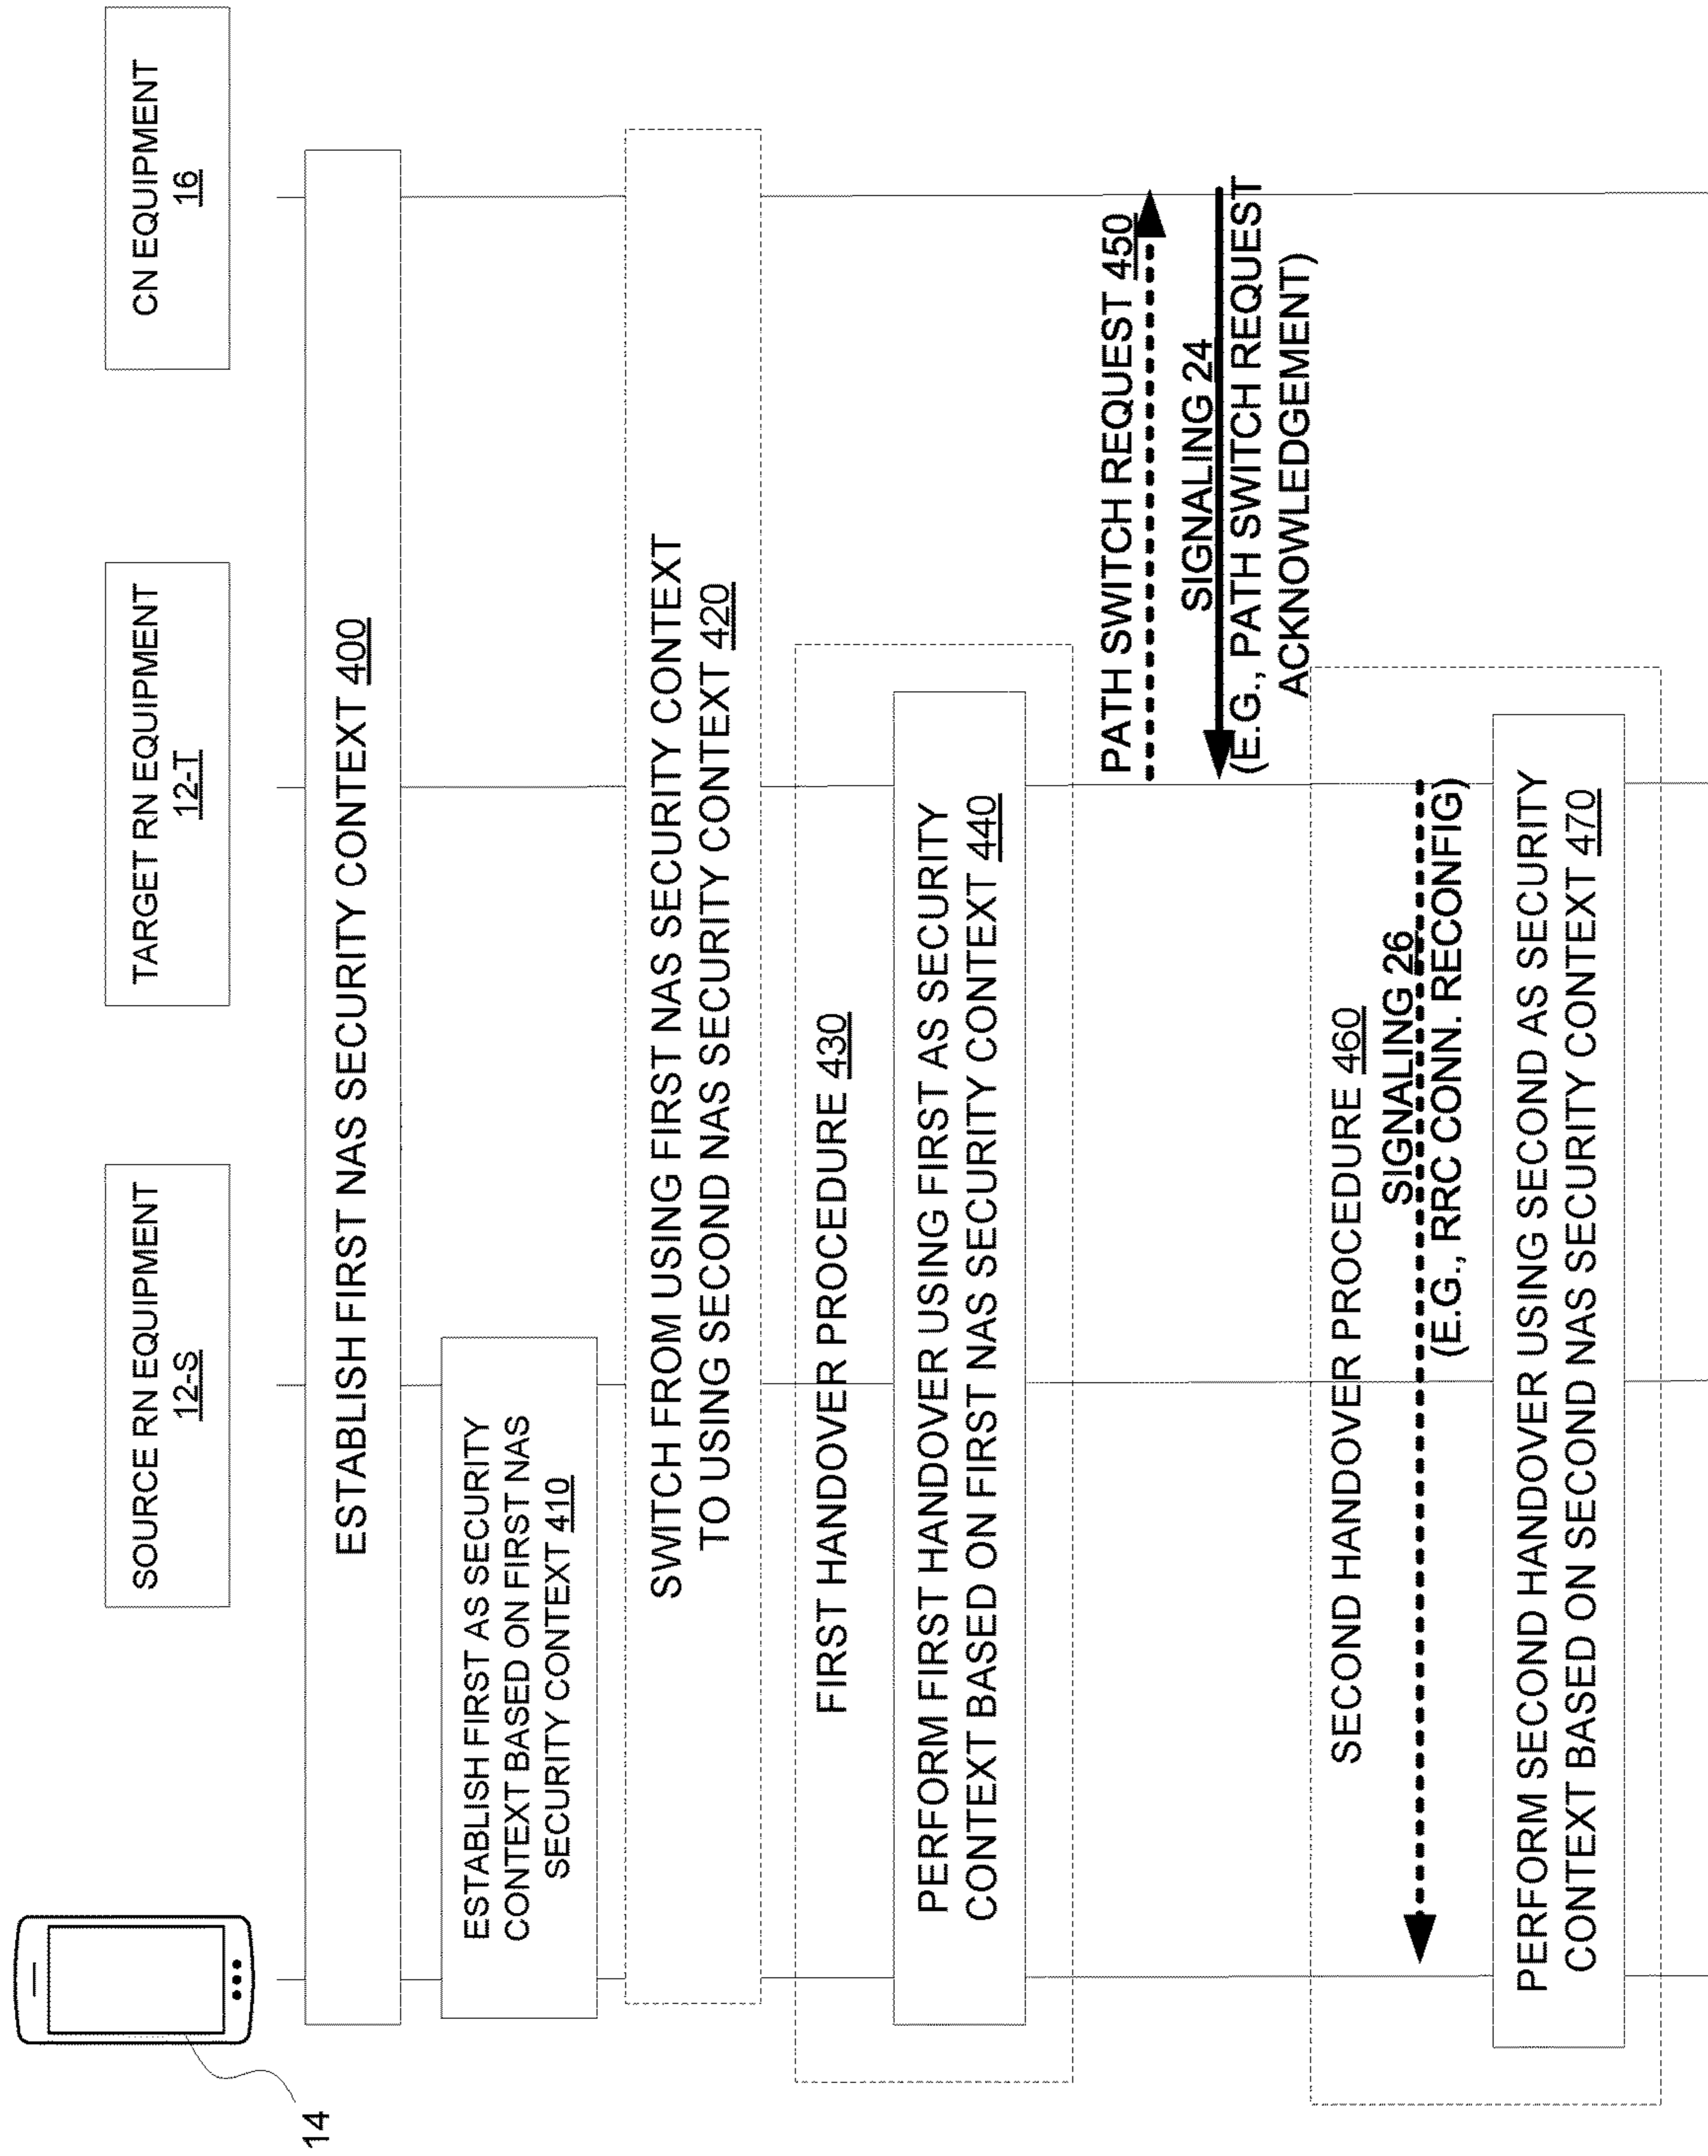 14
SOURCE RN EQUIPMENT
12-S
TARGET RN EQUIPMENT
12-T
CN EQUIPMENT
16
ESTABLISH FIRST NAS SECURITY CONTEXT 400
ESTABLISH FIRST AS SECURITY
CONTEXT BASED ON FIRST NAS
SECURITY CONTEXT 410
SWITCH FROM USING FIRST NAS SECURITY CONTEXT
TO USING SECOND NAS SECURITY CONTEXT 420
FIRST HANDOVER PROCEDURE 430
PERFORM FIRST HANDOVER USING FIRST AS SECURITY
CONTEXT BASED ON FIRST NAS SECURITY CONTEXT 440
PATH SWITCH REQUEST 450
SIGNALING 24
(E.G., PATH SWITCH REQUEST
ACKNOWLEDGEMENT)
SECOND HANDOVER PROCEDURE 460
SIGNALING 26
(E.G., RRC CONN. RECONFIG)
PERFORM SECOND HANDOVER USING SECOND AS SECURITY
CONTEXT BASED ON SECOND NAS SECURITY CONTEXT 470